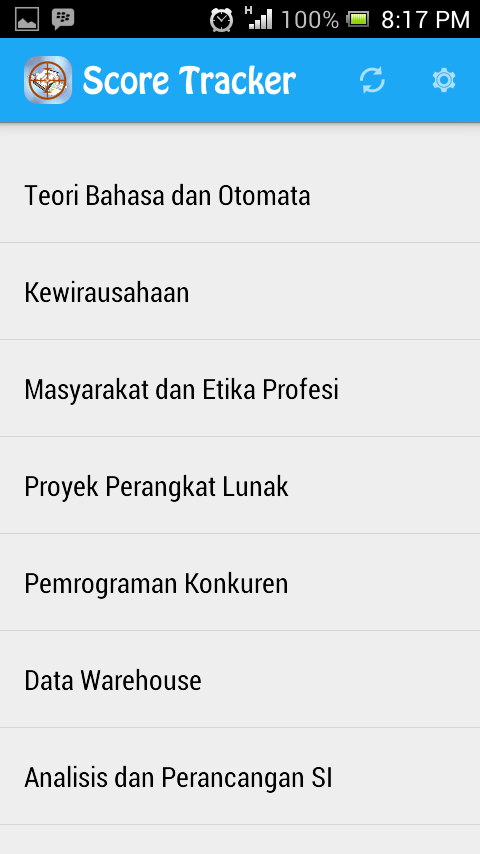 H 100% 8:17 PM
Score Tracker
Teori Bahasa dan Otomata
Kewirausahaan
Masyarakat dan Etika Profesi
Proyek Perangkat Lunak
Pemrograman Konkuren
Data Warehouse
Analisis dan Perancangan SI